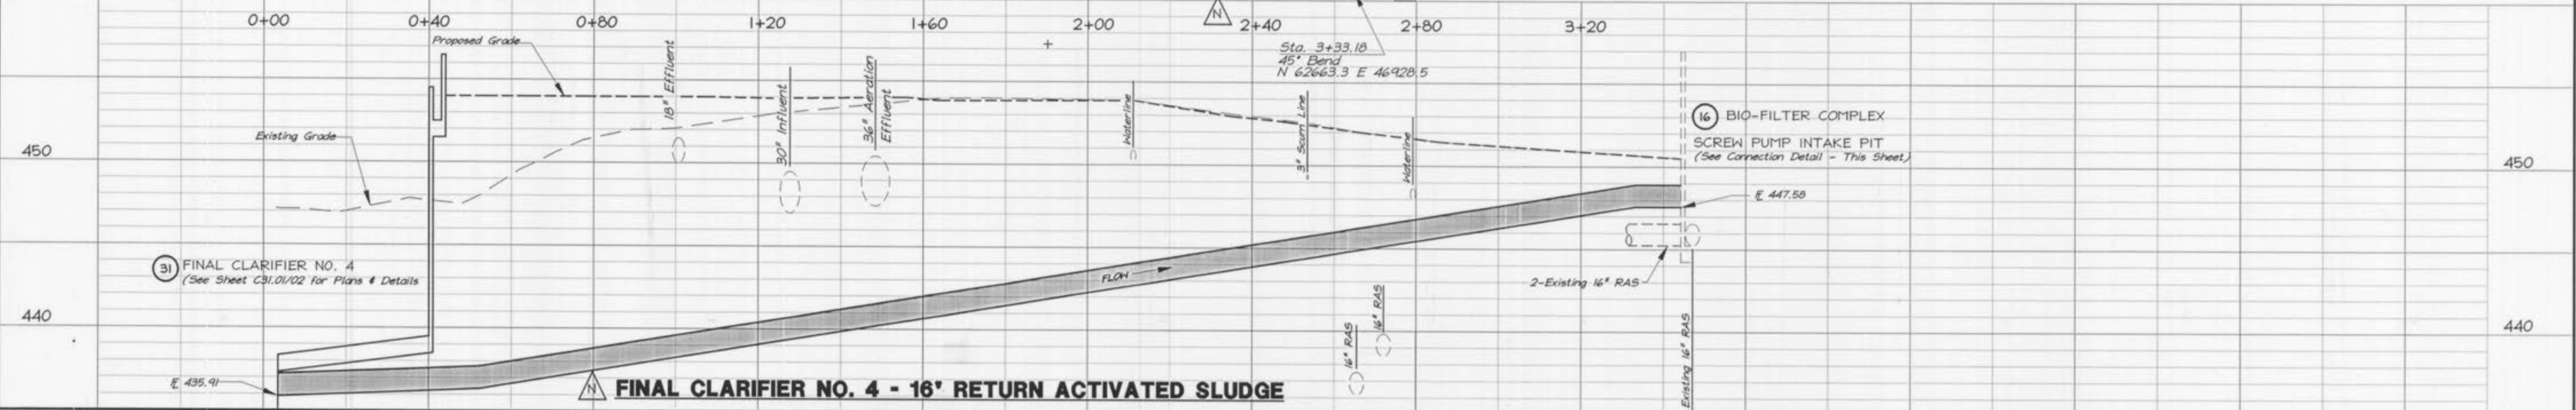 0+00 0+40 0+80 1+20 1+60 2+00 2+40 2+80 3+20
N
Proposed Grade
Sta. 3+33.18
45° Bend
N 62663.3 E 46928.5
18" Effluent
30" Influent
36" Aeration
Effluent
Waterline
3" Scum Line
Waterline
Existing Grade
16 BIO-FILTER COMPLEX
SCREW PUMP INTAKE PIT
(See Connection Detail - This Sheet)
450 450
447.58
31 FINAL CLARIFIER NO. 4
(See Sheet C31.01/02 for Plans & Details
FLOW
2-Existing 16" RAS
16" RAS
16" RAS
Existing 16" RAS
440 440
435.91
N FINAL CLARIFIER NO. 4 - 16" RETURN ACTIVATED SLUDGE